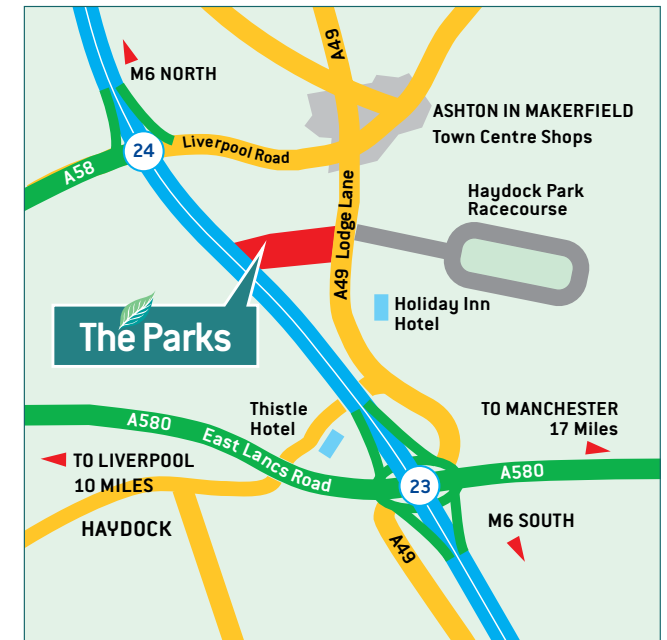 A49
M6 NORTH
ASHTON IN MAKERFIELD
Town Centre Shops
24
Liverpool Road
A58
Haydock Park
Racecourse
A49 Lodge Lane
Holiday Inn
Hotel
The Parks
Thistle
Hotel
TO MANCHESTER
17 Miles
A580
East Lancs Road
TO LIVERPOOL
10 MILES
A580
23
M6 SOUTH
HAYDOCK
A49